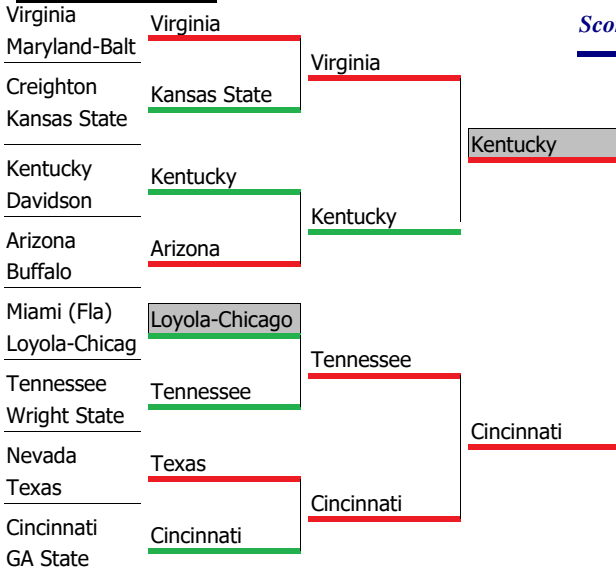 Virginia
Maryland-Balt
Creighton
Kansas State
Kentucky
Davidson
Arizona
Buffalo
Miami (Fla)
Loyola-Chicag
Tennessee
Wright State
Nevada
Texas
Cincinnati
GA State
Virginia
Kansas State
Kentucky
Arizona
Loyola-Chicago
Tennessee
Texas
Cincinnati
Virginia
Kentucky
Tennessee
Cincinnati
Kentucky
Cincinnati